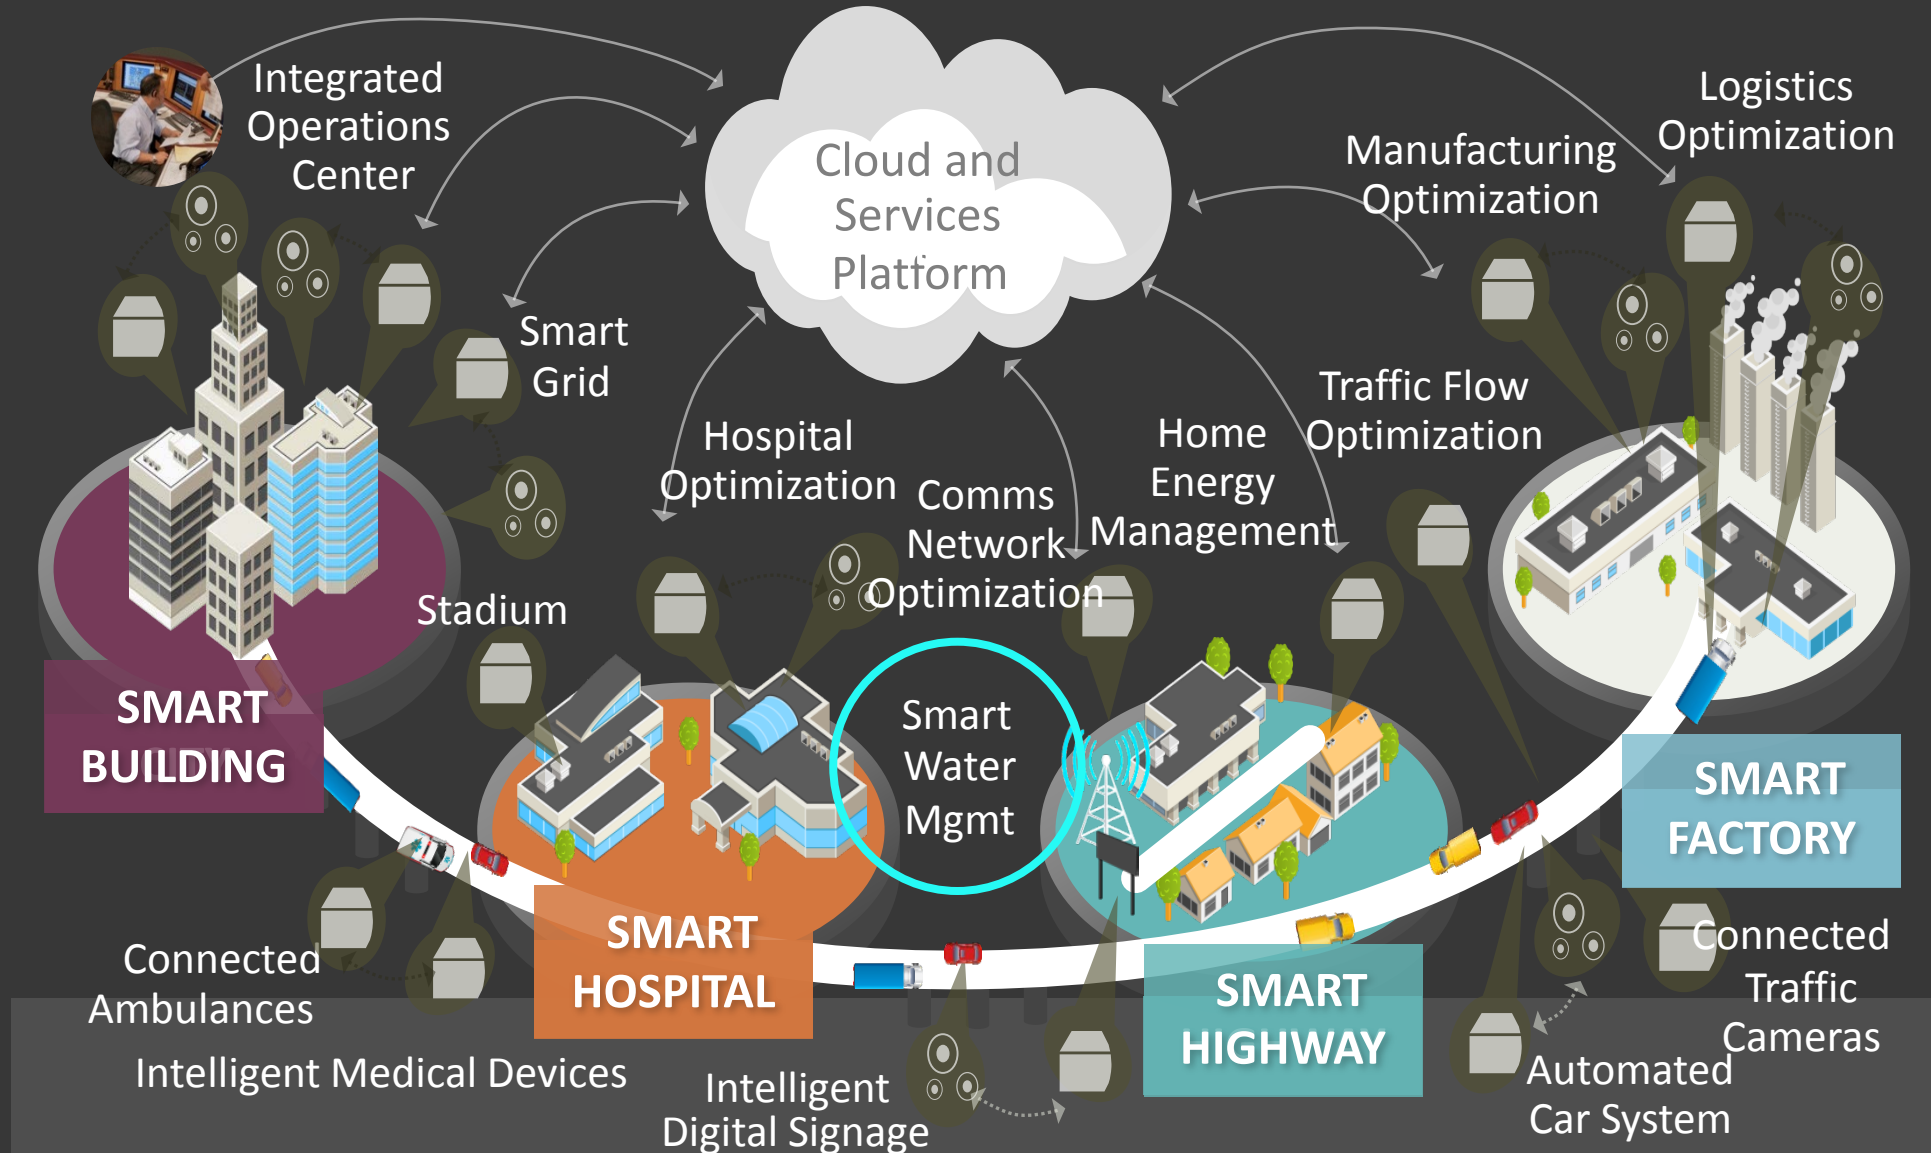 Integrated
Operations
Center
Cloud and
Services
Platform
Logistics
Optimization
Manufacturing
Optimization
Smart
Grid
Traffic Flow
Optimization
Hospital
Optimization
Home
Energy
Management
Comms
Network
Optimization
Stadium
SMART
BUILDING
Smart
Water
Mgmt
SMART
FACTORY
SMART
HOSPITAL
SMART
HIGHWAY
Connected
Ambulances
Connected
Traffic
Cameras
Intelligent Medical Devices
Intelligent
Digital Signage
Automated
Car System